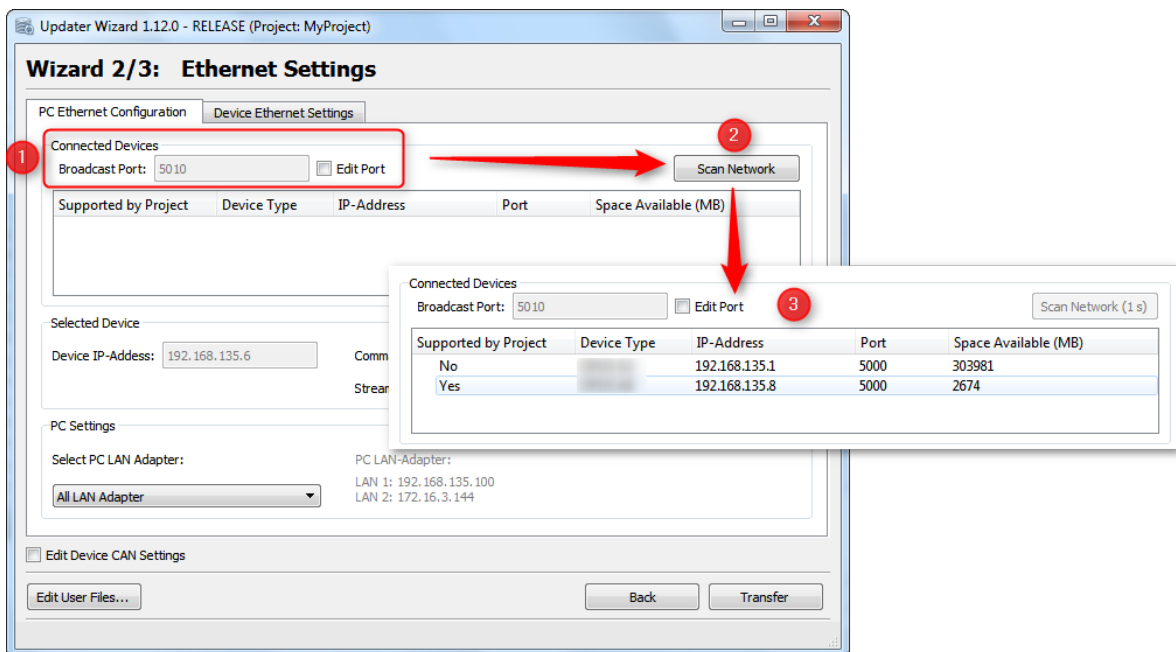 Updater Wizard 1.12.0 - RELEASE (Project: MyProject)
Wizard 2/3: Ethernet Settings
PC Ethernet Configuration Device Ethernet Settings
1
Connected Devices
Broadcast Port: 5010 Edit Port
2
Scan Network
Supported by Project Device Type IP-Address Port Space Available (MB)
Connected Devices
Broadcast Port: 5010 Edit Port
3
Scan Network (1 s)
Supported by Project Device Type IP-Address Port Space Available (MB)
No 192.168.135.1 5000 303981
Yes 192.168.135.8 5000 2674
Selected Device
Device IP-Addess: 192.168.135.6
PC Settings
Select PC LAN Adapter: PC LAN-Adapter:
All LAN Adapter
LAN 1: 192.168.135.100
LAN 2: 172.16.3.144
Edit Device CAN Settings
Edit User Files... Back Transfer